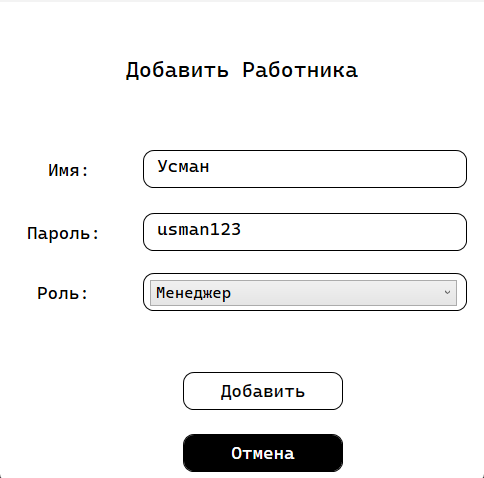 Добавить Работника
Имя: Усман
Пароль: usman123
Роль: Менеджер
Добавить
Отмена